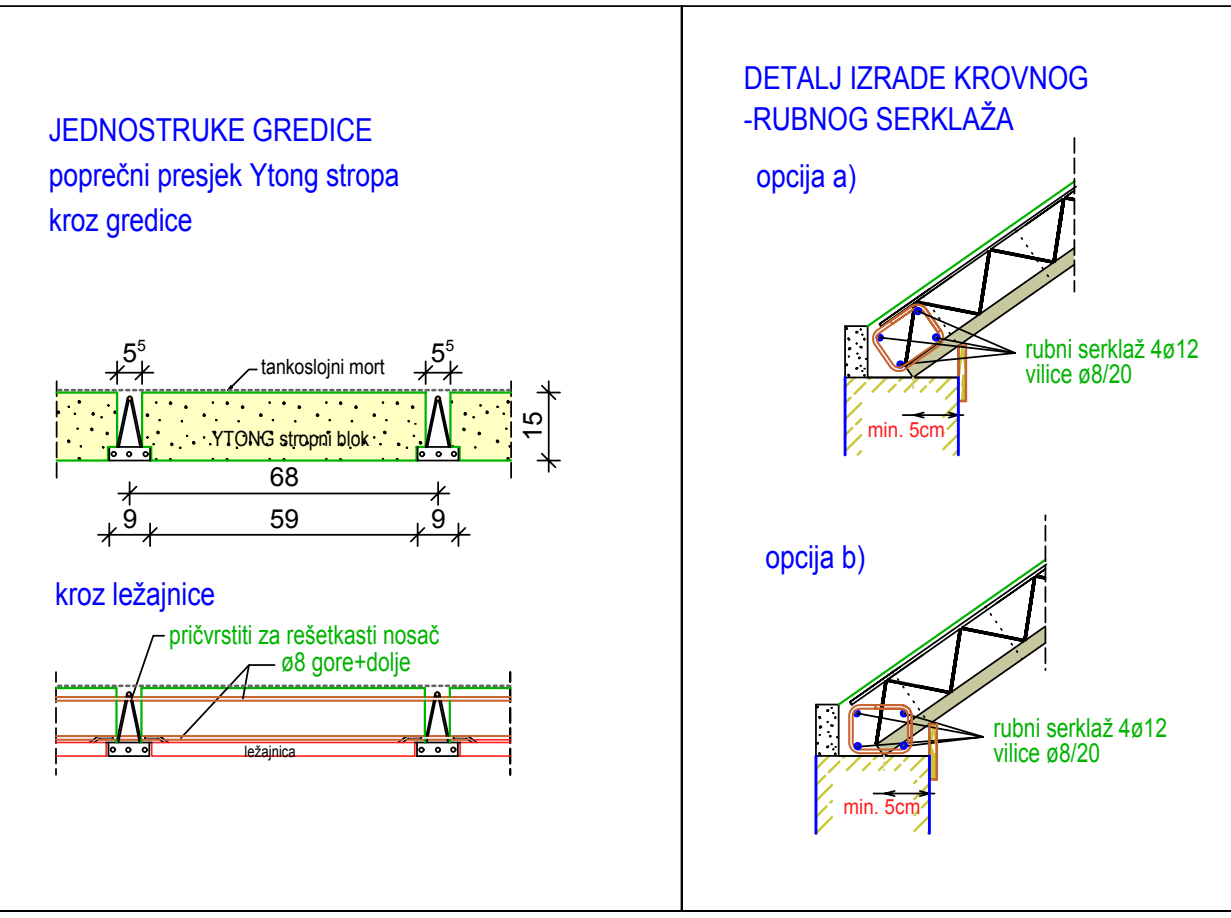 JEDNOSTRUKE GREDICE
poprečni presjek Ytong stropa
kroz gredice
5⁵
5⁵
tankoslojni mort
YTONG stropni blok
15
68
9
59
9
kroz ležajnice
pričvrstiti za rešetkasti nosač
ø8 gore+dolje
ležajnica
DETALJ IZRADE KROVNOG
-RUBNOG SERKLAŽA
opcija a)
rubni serklaž 4ø12
vilice ø8/20
min. 5cm
opcija b)
rubni serklaž 4ø12
vilice ø8/20
min. 5cm